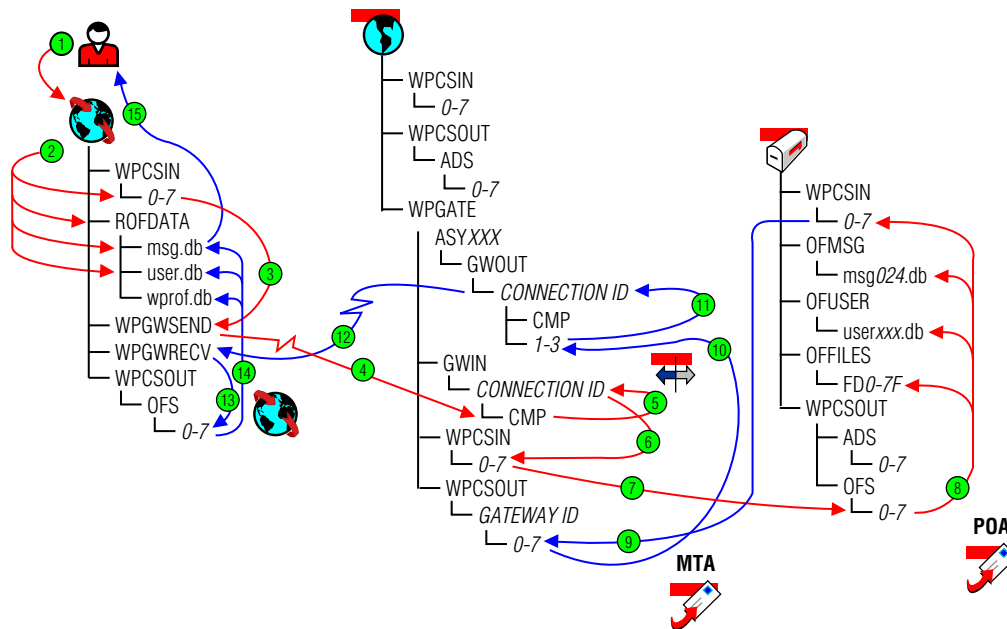 1
15
2
WPCSIN
0-7
ROFDATA
msg.db
user.db
wprof.db
WPGWSEND
WPGWRECV
WPCSOUT
OFS
0-7
3
12
4
14
13
WPCSIN
0-7
WPCSOUT
ADS
0-7
WPGATE
ASYXXX
GWOUT
CONNECTION ID
CMP
1-3
GWIN
CONNECTION ID
CMP
WPCSIN
0-7
WPCSOUT
GATEWAY ID
0-7
11
10
5
6
7
9
MTA
WPCSIN
0-7
OFMSG
msg024.db
OFUSER
userxxx.db
OFFILES
FD0-7F
WPCSOUT
ADS
0-7
OFS
0-7
8
POA